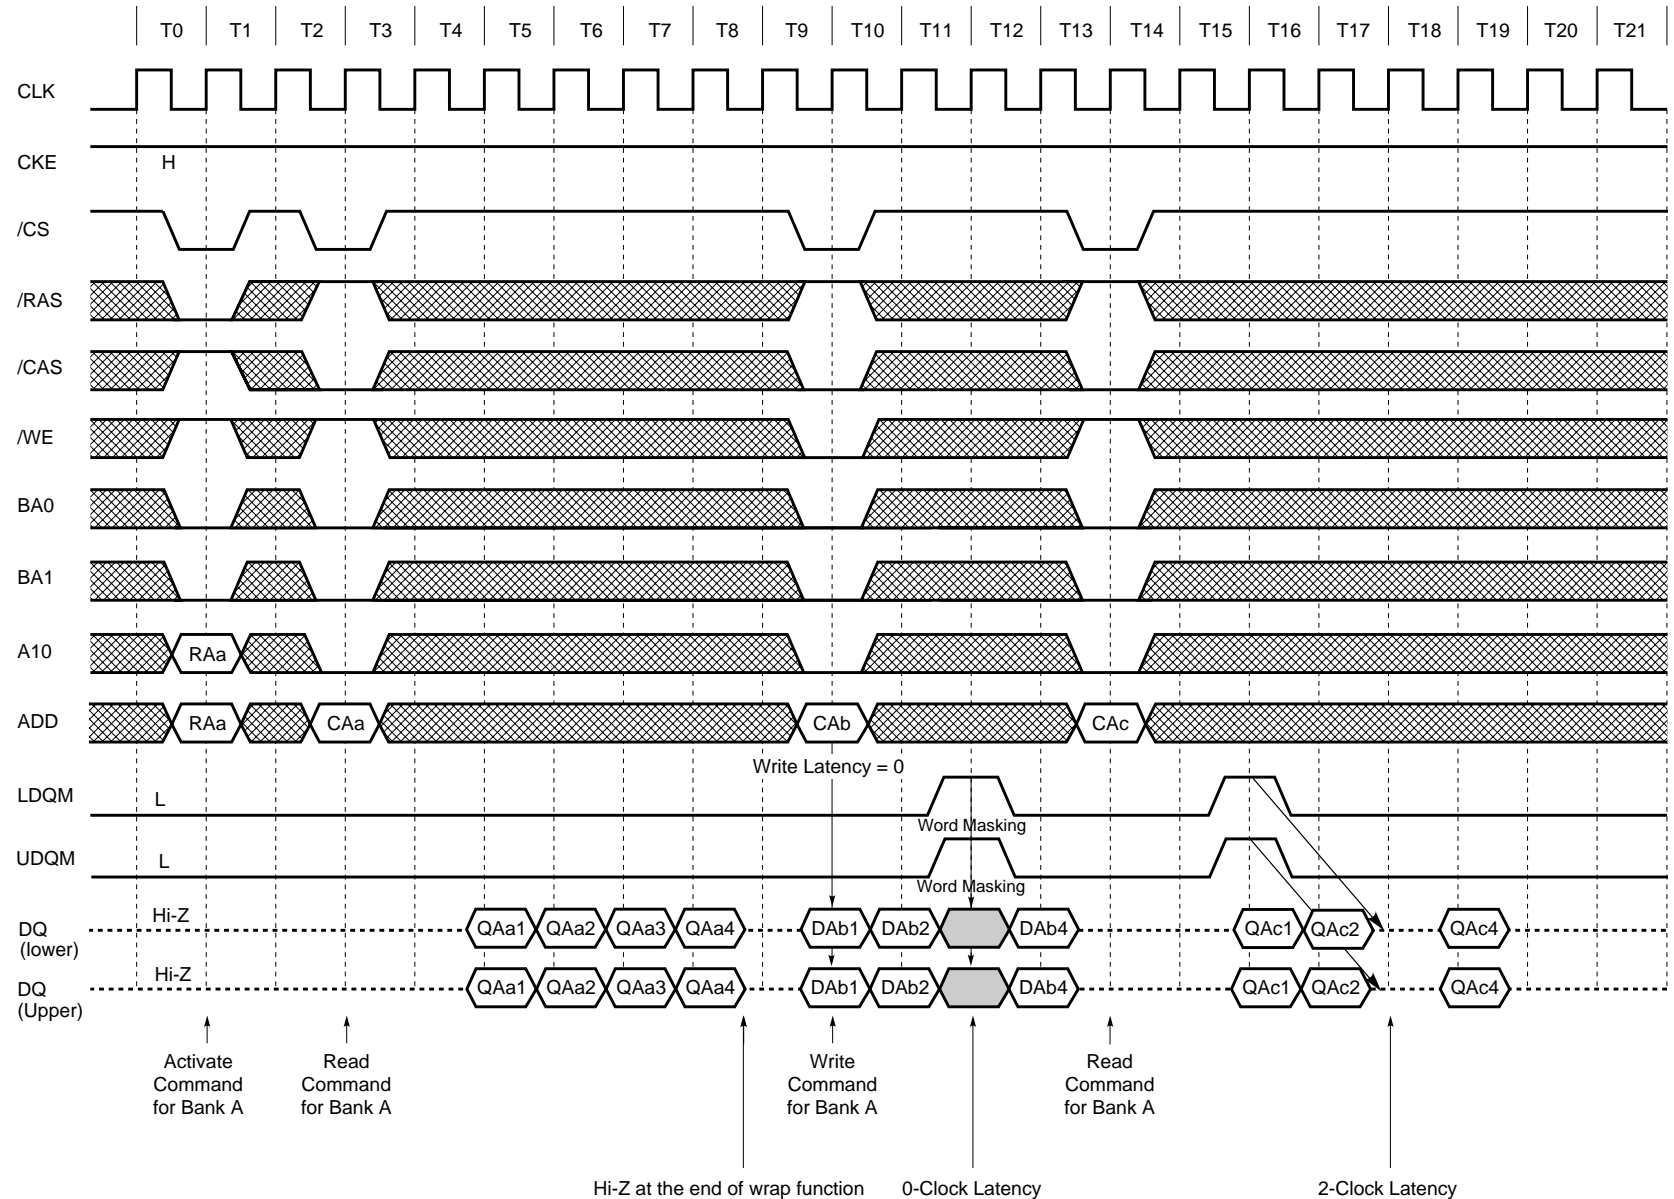 T0 T1 T2 T3 T4 T5 T6 T7 T8 T9 T10 T11 T12 T13 T14 T15 T16 T17 T18 T19 T20 T21
CLK
CKE H
/CS
/RAS
/CAS
/WE
BA0
BA1
A10 RAa
ADD RAa CAa CAb CAc
Write Latency = 0
LDQM L
Word Masking
UDQM L
Word Masking
DQ (lower) Hi-Z QAa1 QAa2 QAa3 QAa4 DAb1 DAb2 DAb4 QAc1 QAc2 QAc4
DQ (Upper) Hi-Z QAa1 QAa2 QAa3 QAa4 DAb1 DAb2 DAb4 QAc1 QAc2 QAc4
Activate
Command
for Bank A
Read
Command
for Bank A
Write
Command
for Bank A
Read
Command
for Bank A
Hi-Z at the end of wrap function
0-Clock Latency
2-Clock Latency